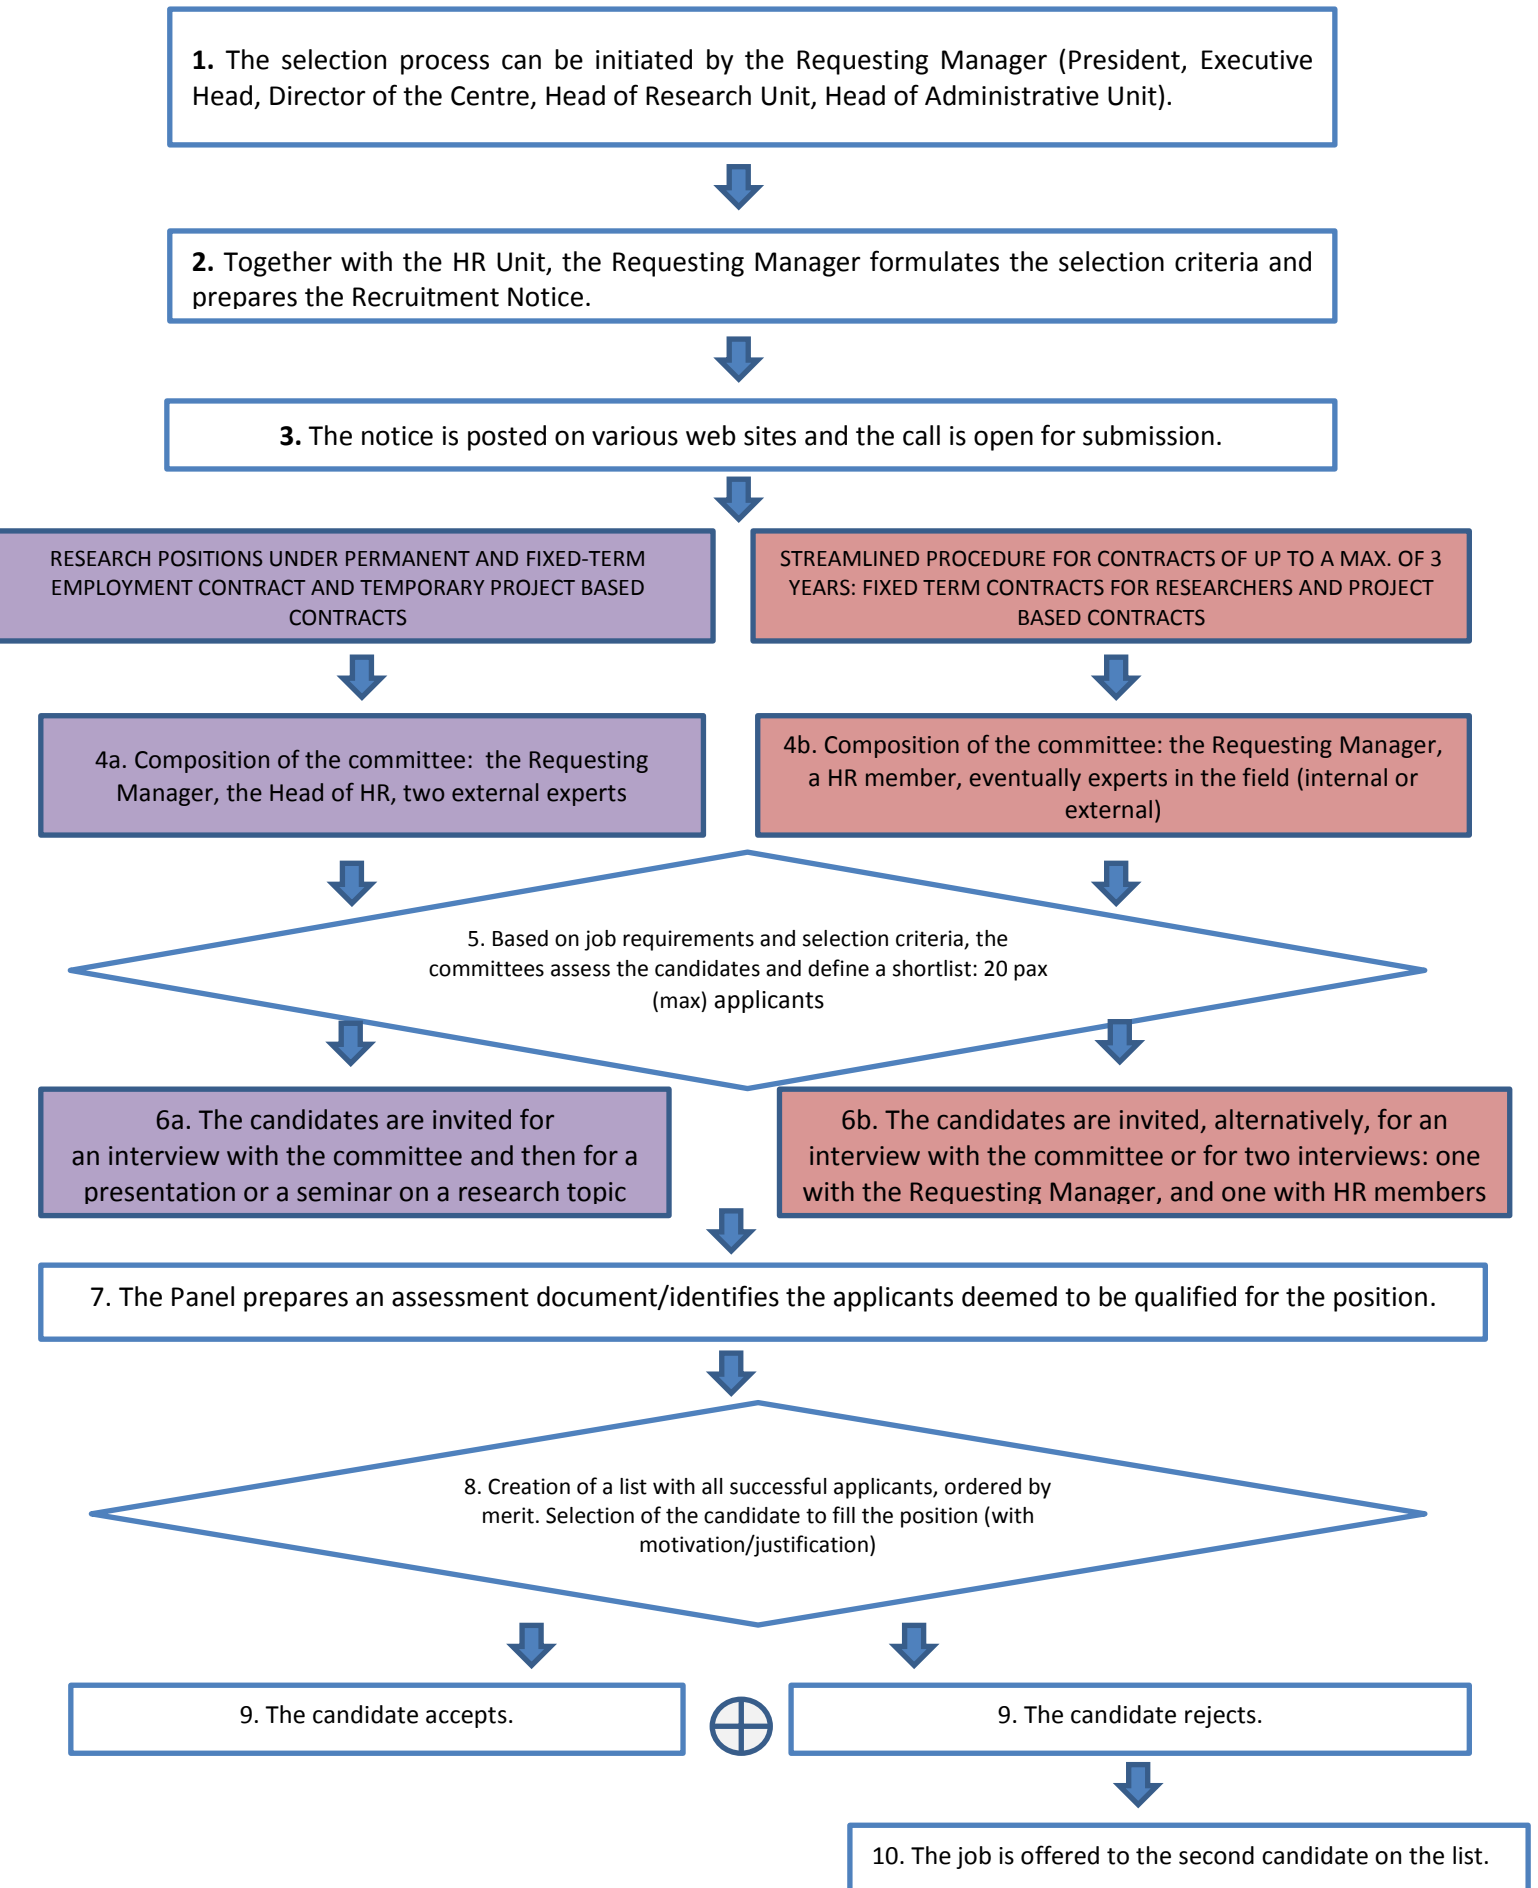 1. The selection process can be initiated by the Requesting Manager (President, Executive
Head, Director of the Centre, Head of Research Unit, Head of Administrative Unit).
2. Together with the HR Unit, the Requesting Manager formulates the selection criteria and
prepares the Recruitment Notice.
3. The notice is posted on various web sites and the call is open for submission.
RESEARCH POSITIONS UNDER PERMANENT AND FIXED-TERM
EMPLOYMENT CONTRACT AND TEMPORARY PROJECT BASED
CONTRACTS
STREAMLINED PROCEDURE FOR CONTRACTS OF UP TO A MAX. OF 3
YEARS: FIXED TERM CONTRACTS FOR RESEARCHERS AND PROJECT
BASED CONTRACTS
4a. Composition of the committee: the Requesting
Manager, the Head of HR, two external experts
4b. Composition of the committee: the Requesting Manager,
a HR member, eventually experts in the field (internal or
external)
5. Based on job requirements and selection criteria, the
committees assess the candidates and define a shortlist: 20 pax
(max) applicants
6a. The candidates are invited for
an interview with the committee and then for a
presentation or a seminar on a research topic
6b. The candidates are invited, alternatively, for an
interview with the committee or for two interviews: one
with the Requesting Manager, and one with HR members
7. The Panel prepares an assessment document/identifies the applicants deemed to be qualified for the position.
8. Creation of a list with all successful applicants, ordered by
merit. Selection of the candidate to fill the position (with
motivation/justification)
9. The candidate accepts.
9. The candidate rejects.
10. The job is offered to the second candidate on the list.